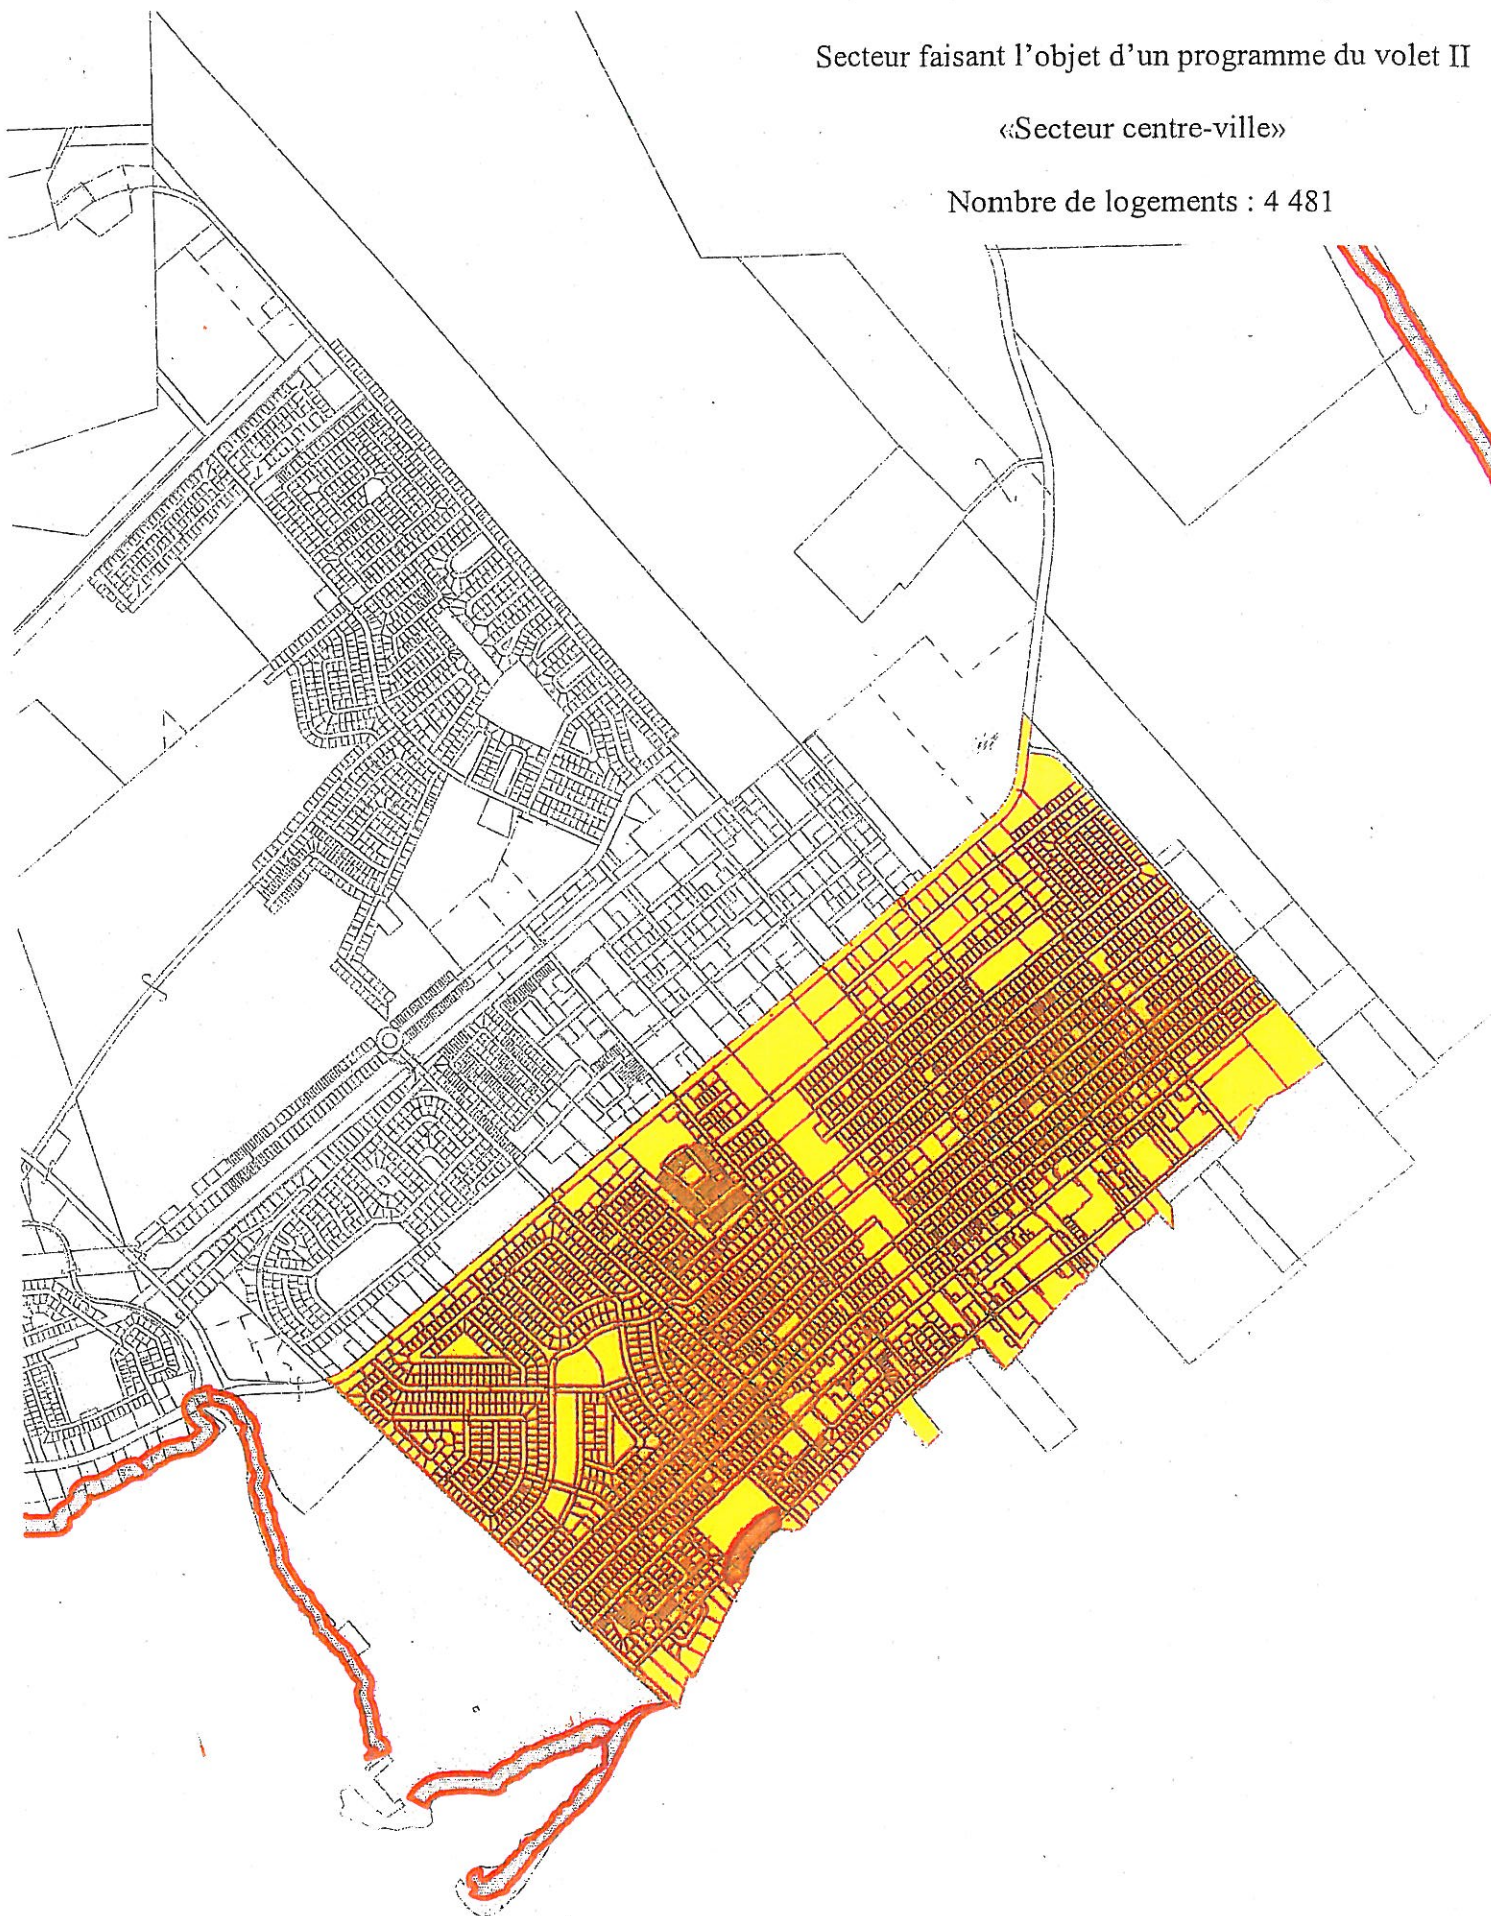 Secteur faisant l'objet d'un programme du volet II
«Secteur centre-ville»
Nombre de logements : 4 481